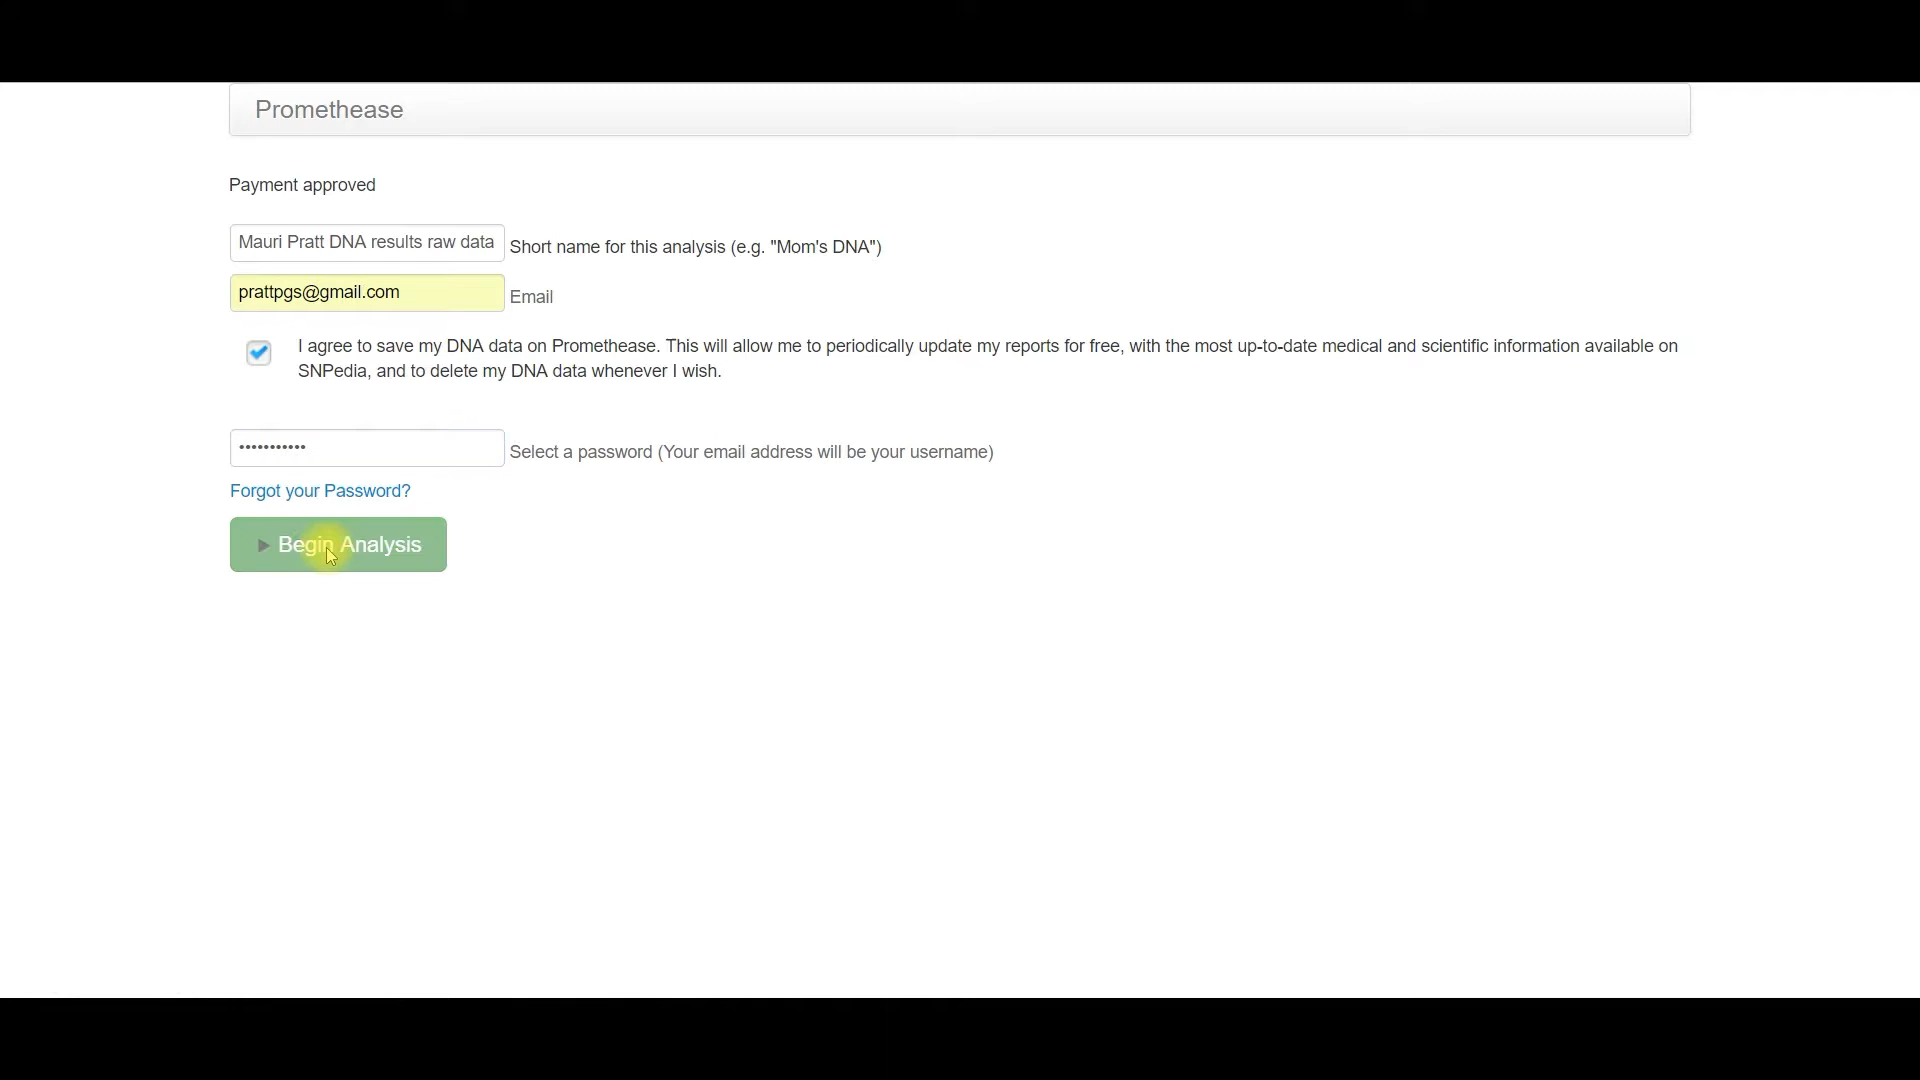 Promethease
Payment approved
Mauri Pratt DNA results raw data Short name for this analysis (e.g. "Mom's DNA")
prattpgs@gmail.com Email
I agree to save my DNA data on Promethease. This will allow me to periodically update my reports for free, with the most up-to-date medical and scientific information available on
SNPedia, and to delete my DNA data whenever I wish.
••••••••••• Select a password (Your email address will be your username)
Forgot your Password?
Begin Analysis